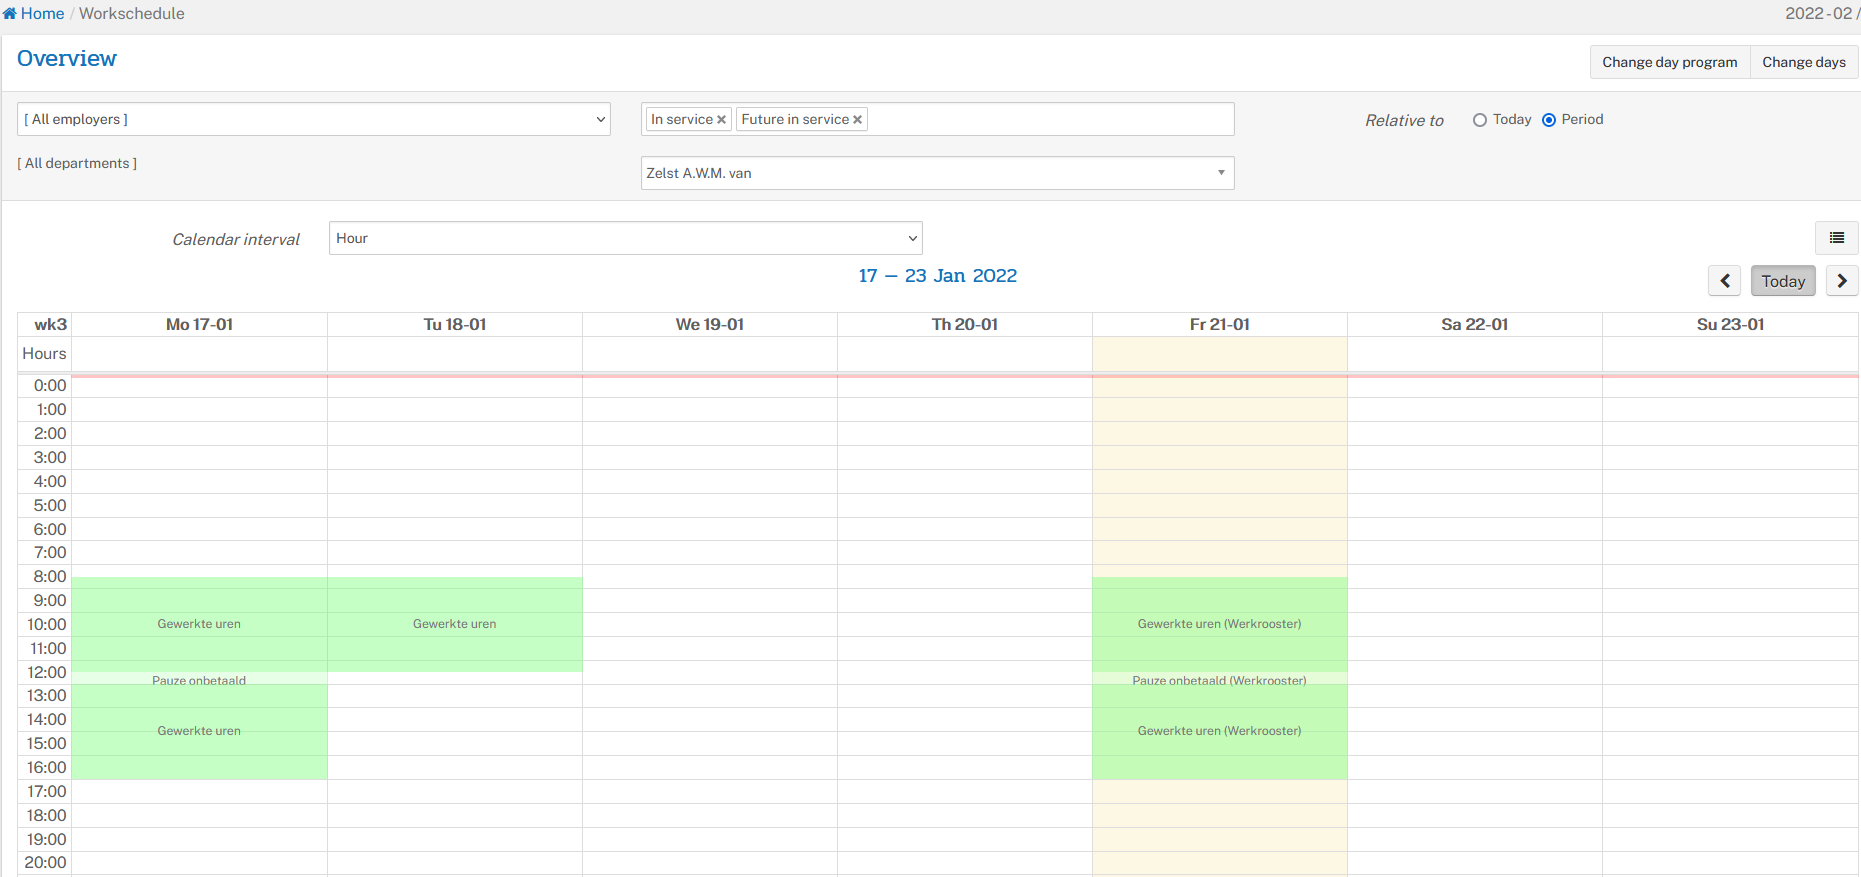 Home / Workschedule
2022-02 /
Overview
Change day program
Change days
[ All employers ]
In service ×
Future in service ×
Relative to
Today
Period
[ All departments ]
Zelst A.W.M. van
Calendar interval
Hour
17 — 23 Jan 2022
Today
wk3 Mo 17-01 Tu 18-01 We 19-01 Th 20-01 Fr 21-01 Sa 22-01 Su 23-01
Hours
0:00
1:00
2:00
3:00
4:00
5:00
6:00
7:00
8:00
9:00
10:00 Gewerkte uren Gewerkte uren Gewerkte uren (Werkrooster)
11:00
12:00
Pauze onbetaald Pauze onbetaald (Werkrooster)
13:00
14:00
Gewerkte uren Gewerkte uren (Werkrooster)
15:00
16:00
17:00
18:00
19:00
20:00